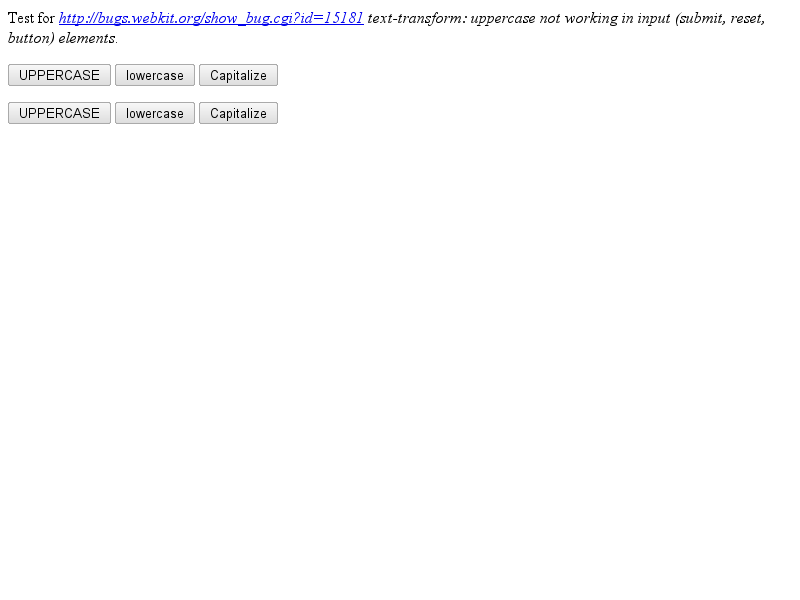 Test for http://bugs.webkit.org/show_bug.cgi?id=15181 text-transform: uppercase not working in input (submit, reset,
button) elements.
UPPERCASE lowercase Capitalize
UPPERCASE lowercase Capitalize